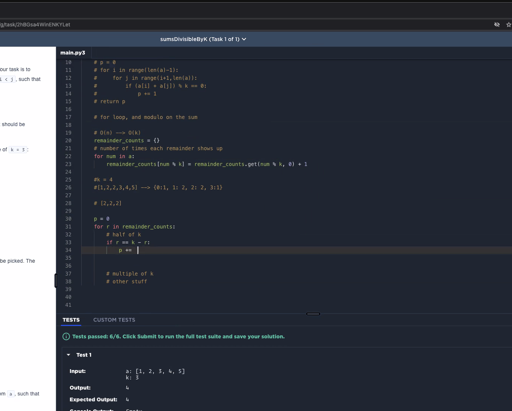 g/task/2hBGsa4WmENKYLet
sumsDivisibleByK (Task 1 of 1)
our task is to
i < j, such that
should be
of k = 3:
be picked. The
om a, such that
main.py3
10 # p = 0
11 # for i in range(len(a)-1):
12 #     for j in range(i+1,len(a)):
13 #         if (a[i] + a[j]) % k == 0:
14 #             p += 1
15 # return p
16
17 # for loop, and modulo on the sum
18
19 # O(n) --> O(k)
20 remainder_counts = {}
21 # number of times each remainder shows up
22 for num in a:
23     remainder_counts[num % k] = remainder_counts.get(num % k, 0) + 1
24
25 #k = 4
26 #[1,2,2,3,4,5] --> {0:1, 1: 2, 2: 2, 3:1}
27
28 # [2,2,2]
29
30 p = 0
31 for r in remainder_counts:
32     # half of k
33     if r == k - r:
34         p +=
35
36
37     # multiple of k
38     # other stuff
39
40
41
TESTS CUSTOM TESTS
Tests passed: 6/6. Click Submit to run the full test suite and save your solution.
Test 1
Input: a: [1, 2, 3, 4, 5]
k: 3
Output: 4
Expected Output: 4
Console Output: Empty